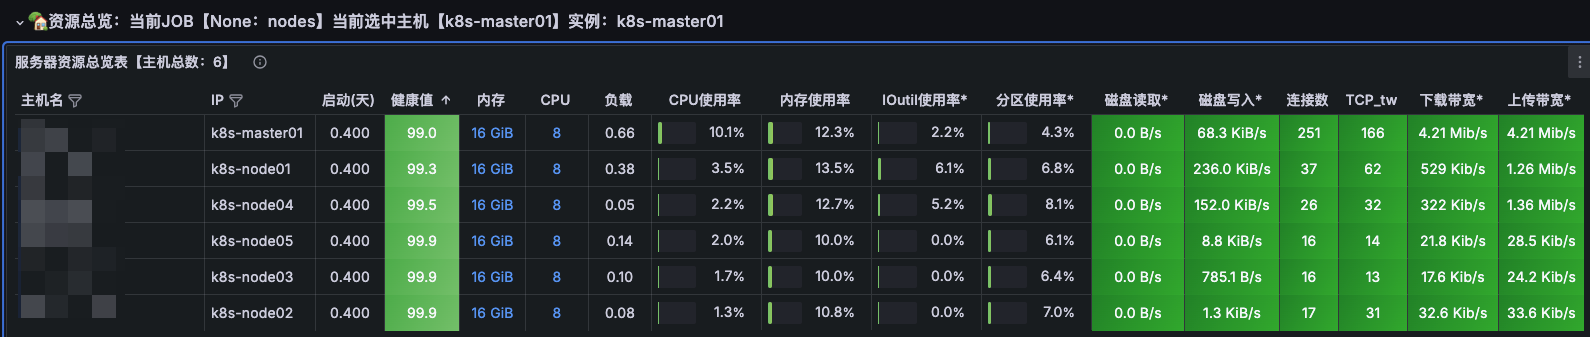 资源总览：当前JOB【None：nodes】当前选中主机【k8s-master01】实例：k8s-master01
服务器资源总览表【主机总数：6】
主机名 IP 启动(天) 健康值 内存 CPU 负载 CPU使用率 内存使用率 IOutil使用率* 分区使用率* 磁盘读取* 磁盘写入* 连接数 TCP_tw 下载带宽* 上传带宽*
k8s-master01 0.400 99.0 16 GiB 8 0.66 10.1% 12.3% 2.2% 4.3% 0.0 B/s 68.3 KiB/s 251 166 4.21 Mib/s 4.21 Mib/s
k8s-node01 0.400 99.3 16 GiB 8 0.38 3.5% 13.5% 6.1% 6.8% 0.0 B/s 236.0 KiB/s 37 62 529 Kib/s 1.26 Mib/s
k8s-node04 0.400 99.5 16 GiB 8 0.05 2.2% 12.7% 5.2% 8.1% 0.0 B/s 152.0 KiB/s 26 32 322 Kib/s 1.36 Mib/s
k8s-node05 0.400 99.9 16 GiB 8 0.14 2.0% 10.0% 0.0% 6.1% 0.0 B/s 8.8 KiB/s 16 14 21.8 Kib/s 28.5 Kib/s
k8s-node03 0.400 99.9 16 GiB 8 0.10 1.7% 10.0% 0.0% 6.4% 0.0 B/s 785.1 B/s 16 13 17.6 Kib/s 24.2 Kib/s
k8s-node02 0.400 99.9 16 GiB 8 0.08 1.3% 10.8% 0.0% 7.0% 0.0 B/s 1.3 KiB/s 17 31 32.6 Kib/s 33.6 Kib/s